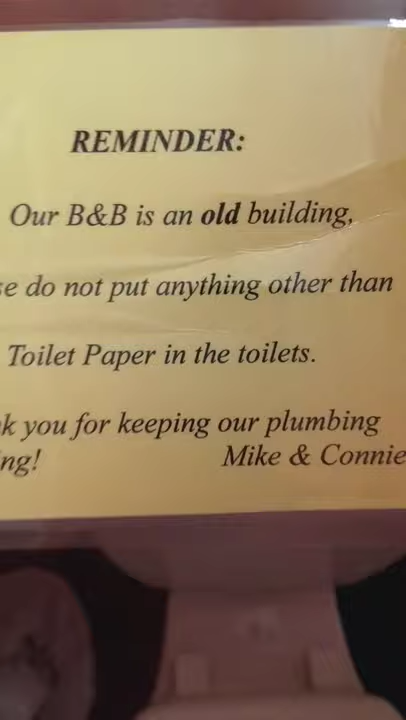 REMINDER:
Our B&B is an old building,
se do not put anything other than
Toilet Paper in the toilets.
k you for keeping our plumbing
ng! Mike & Connie